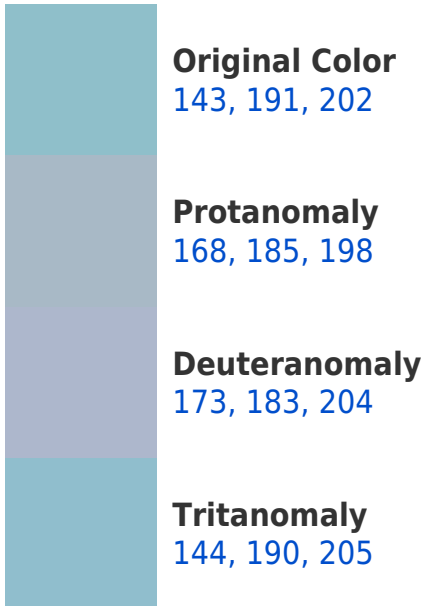 Original Color
143, 191, 202
Protanomaly
168, 185, 198
Deuteranomaly
173, 183, 204
Tritanomaly
144, 190, 205